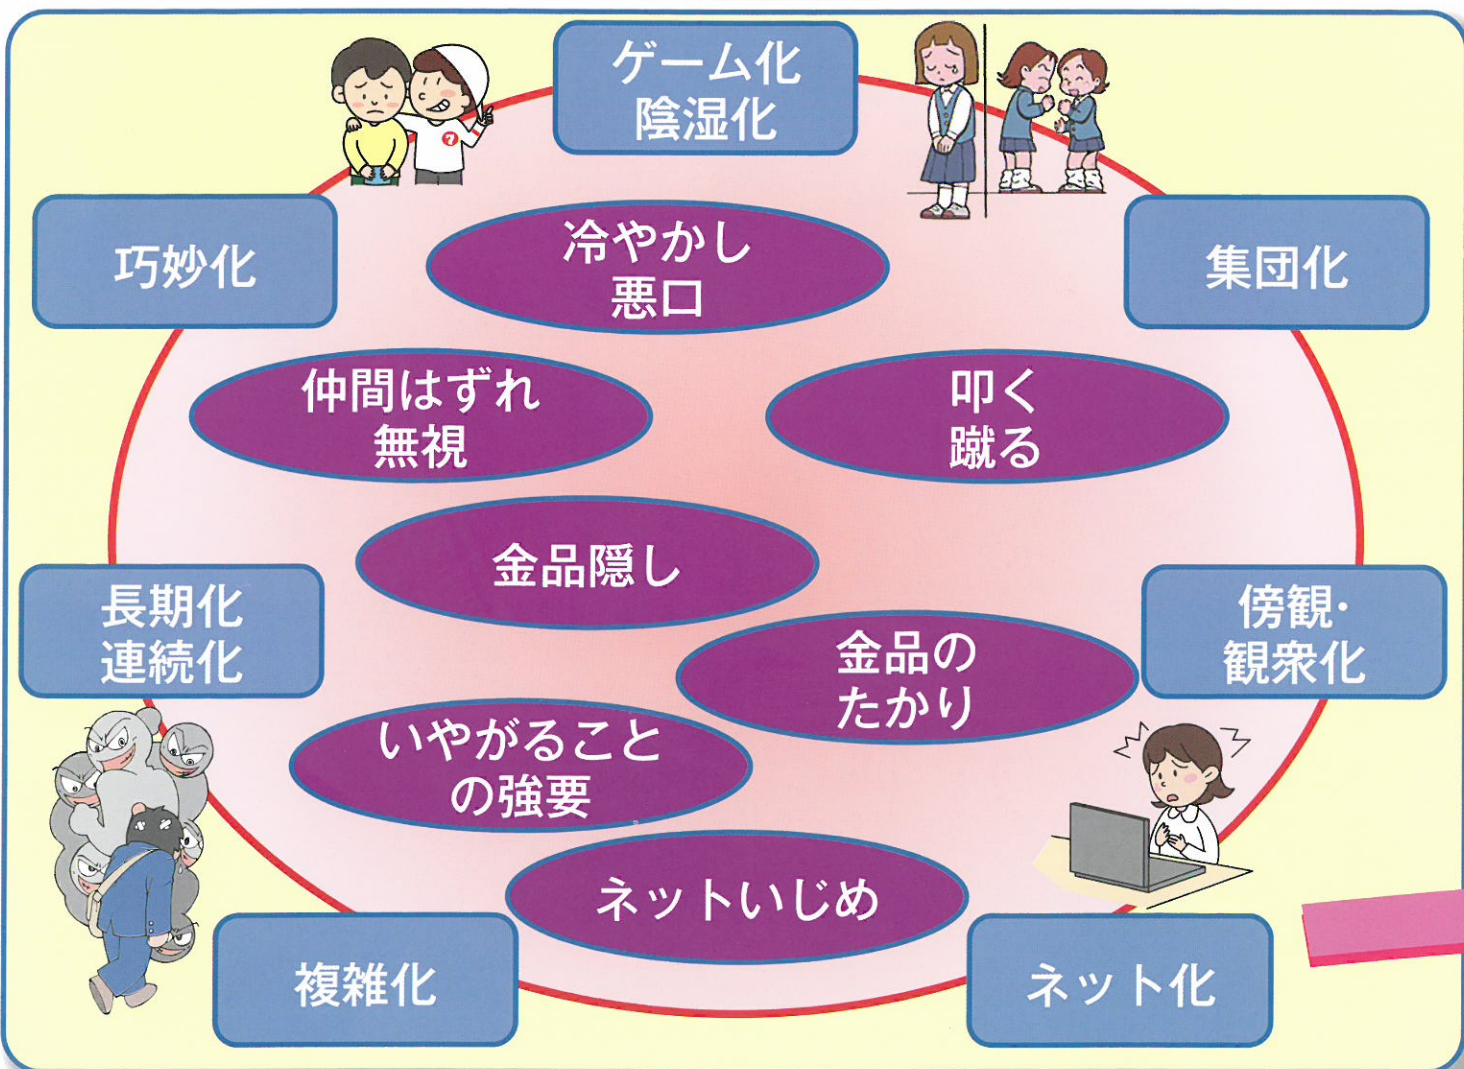 ゲーム化
陰湿化
巧妙化
集団化
冷やかし
悪口
仲間はずれ
無視
叩く
蹴る
金品隠し
長期化
連続化
傍観・
観衆化
金品の
たかり
いやがること
の強要
ネットいじめ
複雑化
ネット化